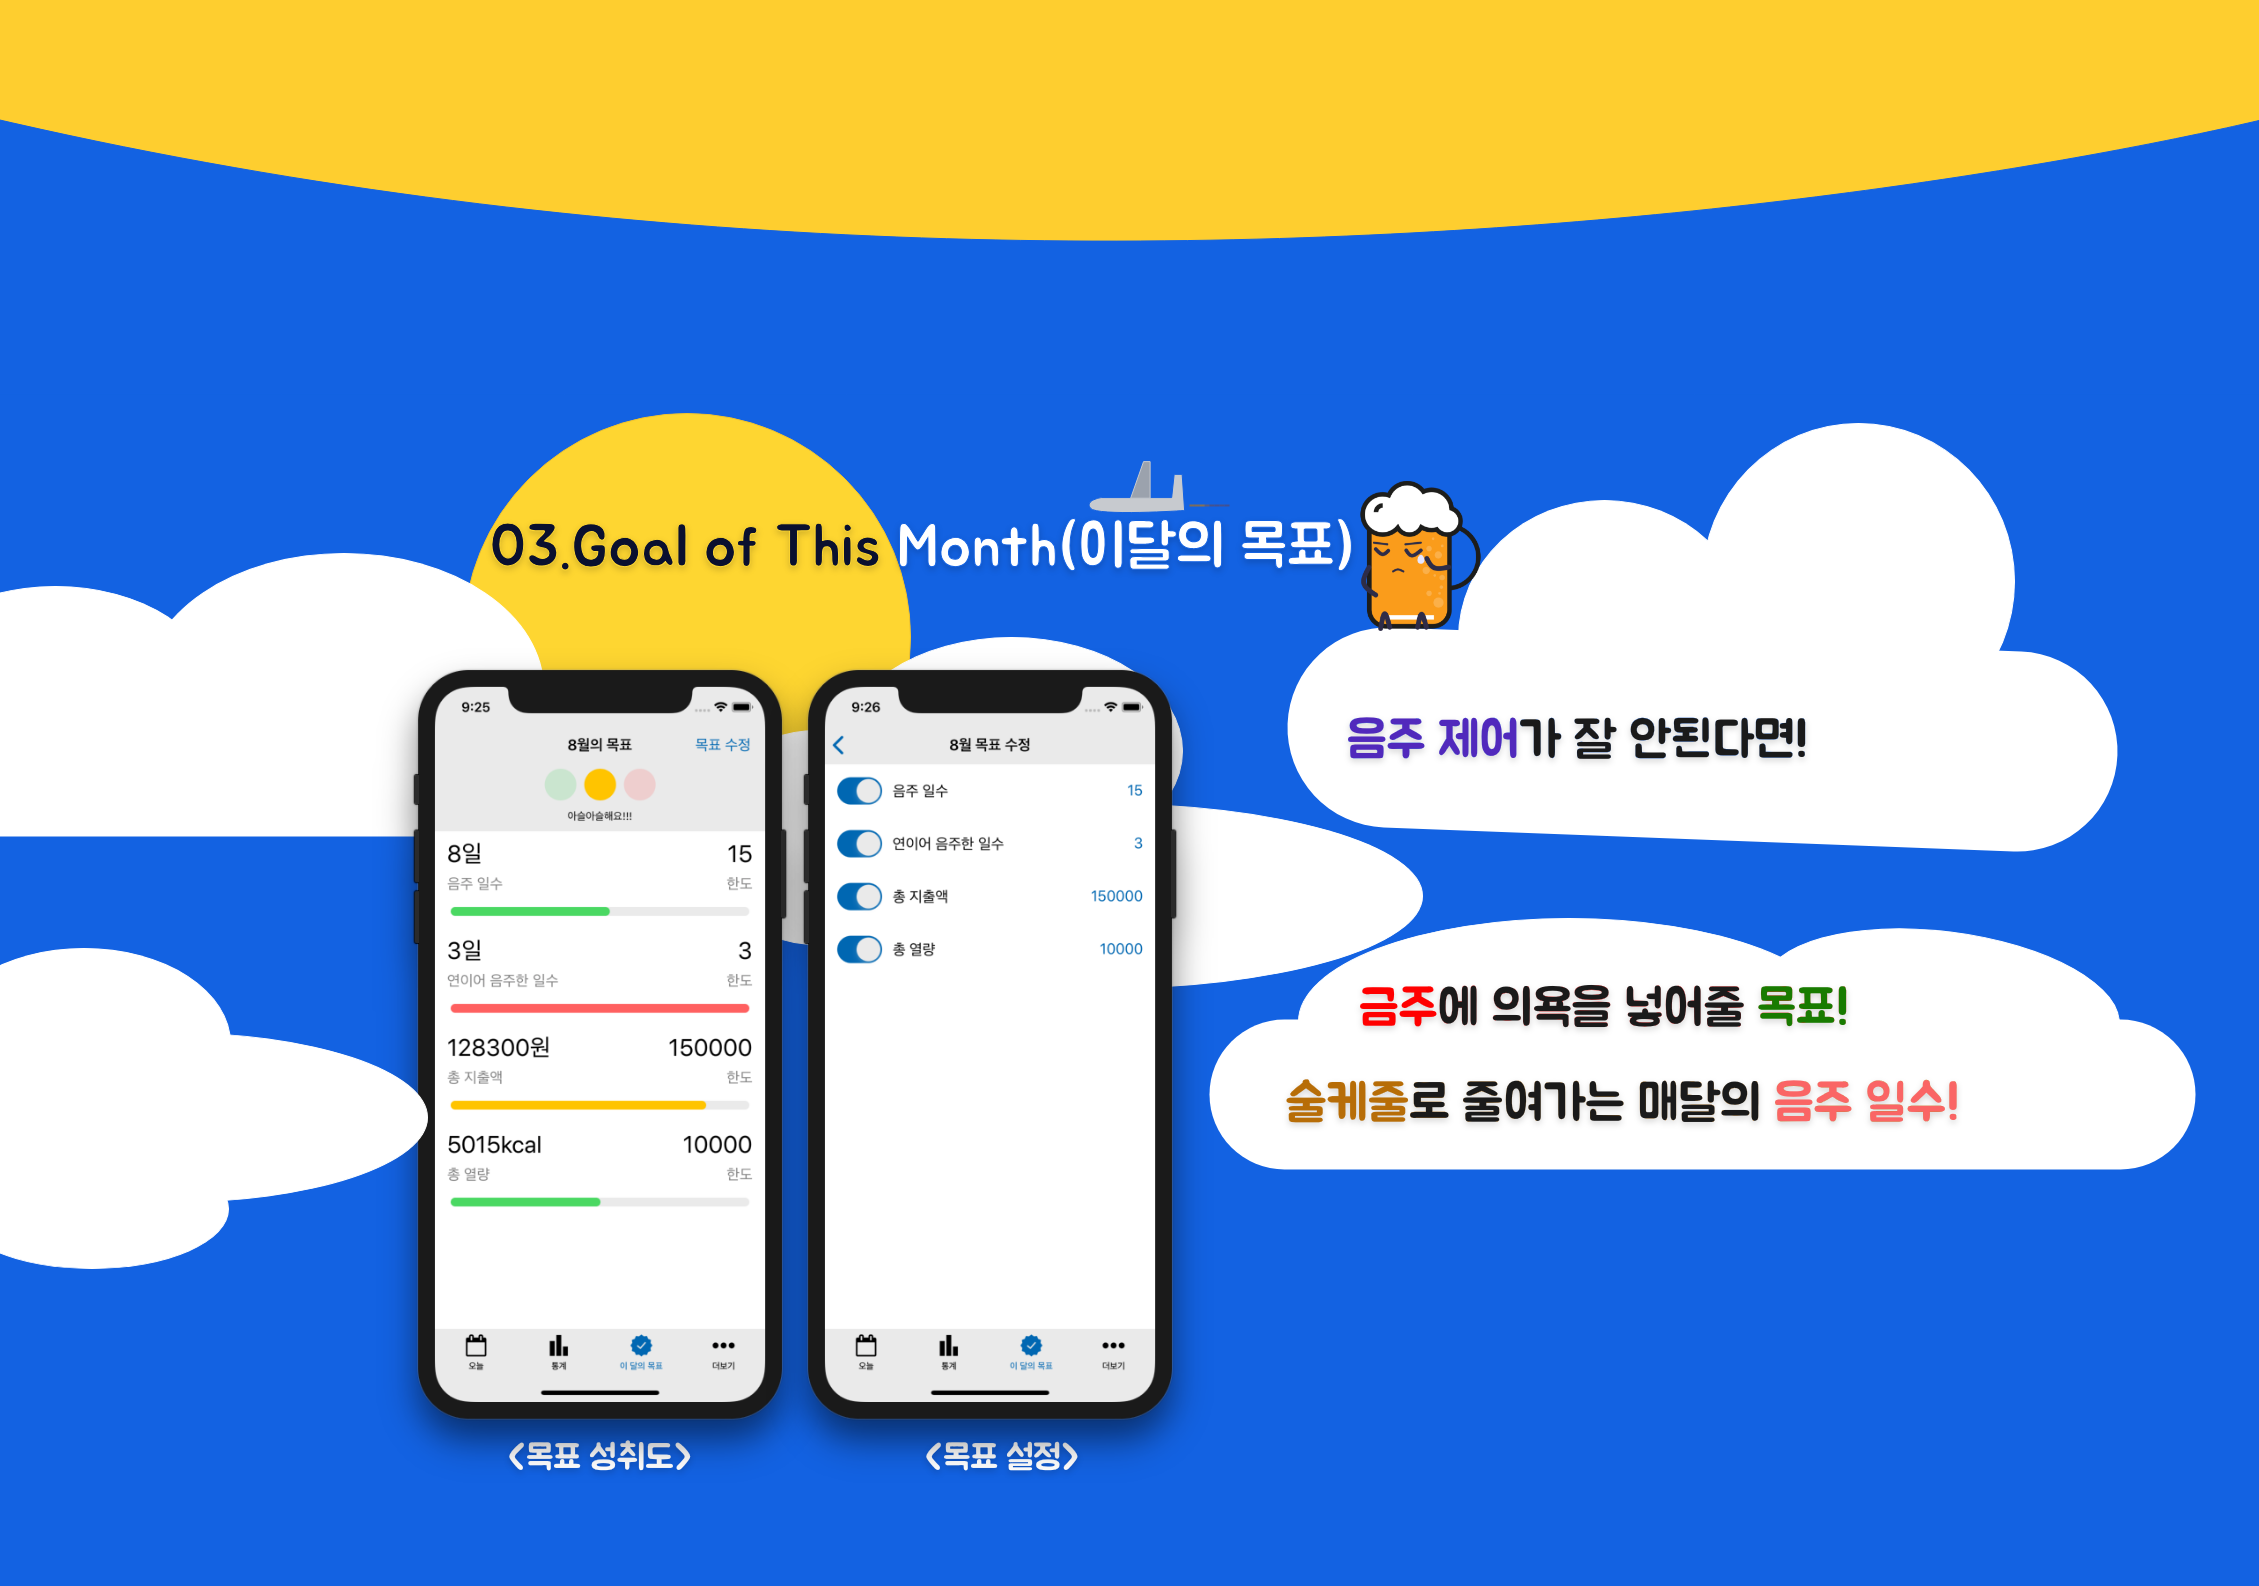 03.Goal of This Month(이달의 목표)
9:25
8월의 목표
목표 수정
아슬아슬해요!!!
8일
15
음주 일수
한도
3일
3
연이어 음주한 일수
한도
128300원
150000
총 지출액
한도
5015kcal
10000
총 열량
한도
오늘
통계
이 달의 목표
더보기
<목표 성취도>
9:26
8월 목표 수정
음주 일수
15
연이어 음주한 일수
3
총 지출액
150000
총 열량
10000
오늘
통계
이 달의 목표
더보기
<목표 설정>
음주 제어가 잘 안된다면!
금주에 의욕을 넣어줄 목표!
술케줄로 줄여가는 매달의 음주 일수!